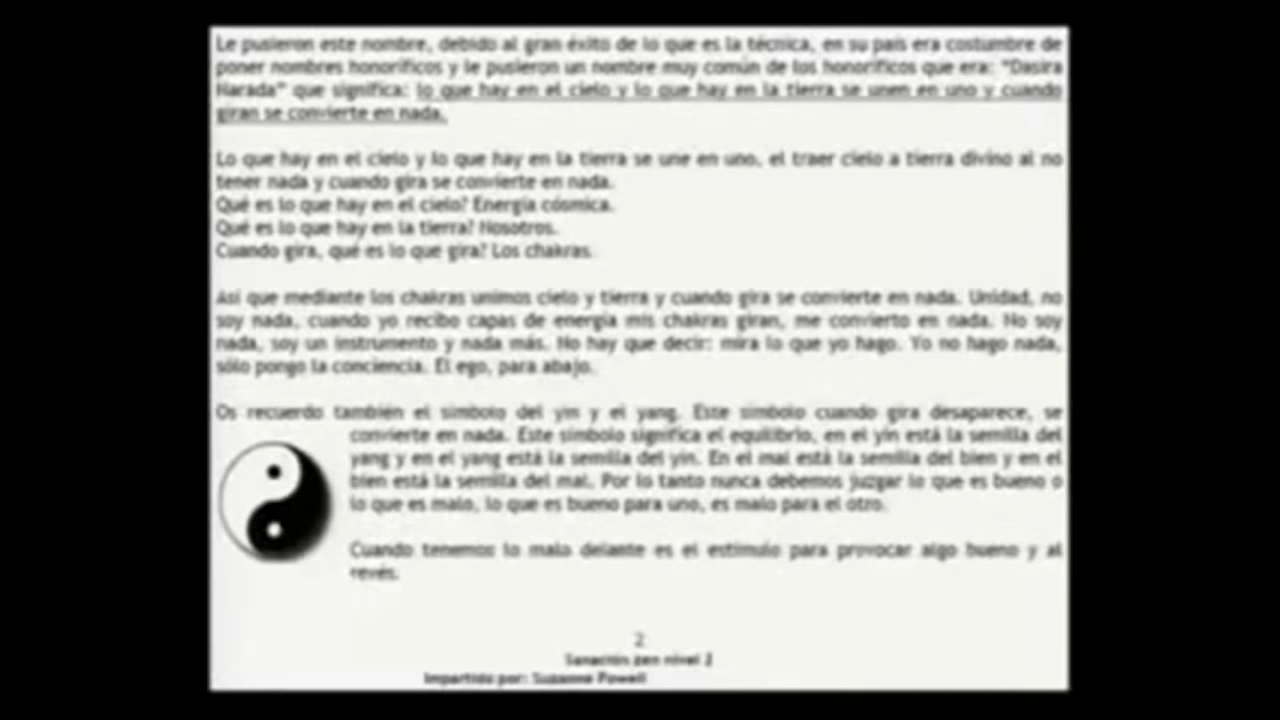 Le pusieron este nombre, debido al gran éxito de lo que es la técnica, en su país era costumbre de
poner nombres honoríficos y le pusieron un nombre muy común de los honoríficos que era: "Dasira
Narada" que significa: lo que hay en el cielo y lo que hay en la tierra se unen en uno y cuando
giran se convierte en nada.
Lo que hay en el cielo y lo que hay en la tierra se une en uno, el traer cielo a tierra divino al no
tener nada y cuando gira se convierte en nada.
Qué es lo que hay en el cielo? Energía cósmica.
Qué es lo que hay en la tierra? Nosotros.
Cuando gira, qué es lo que gira? Los chakras.
Así que mediante los chakras unimos cielo y tierra y cuando gira se convierte en nada. Unidad, no
soy nada, cuando yo recibo capas de energía mis chakras giran, me convierto en nada. No soy
nada, soy un instrumento y nada más. No hay que decir: mira lo que yo hago. Yo no hago nada,
sólo pongo la conciencia. El ego, para abajo.
Os recuerdo también el símbolo del yin y el yang. Este símbolo cuando gira desaparece, se
convierte en nada. Este símbolo significa el equilibrio, en el yin está la semilla del
yang y en el yang está la semilla del yin. En el mal está la semilla del bien y en el
bien está la semilla del mal. Por lo tanto nunca debemos juzgar lo que es bueno o
lo que es malo, lo que es bueno para uno, es malo para el otro.
Cuando tenemos lo malo delante es el estímulo para provocar algo bueno y al
revés.
2
Sanación zen nivel 2
Impartido por: Suzanne Powell